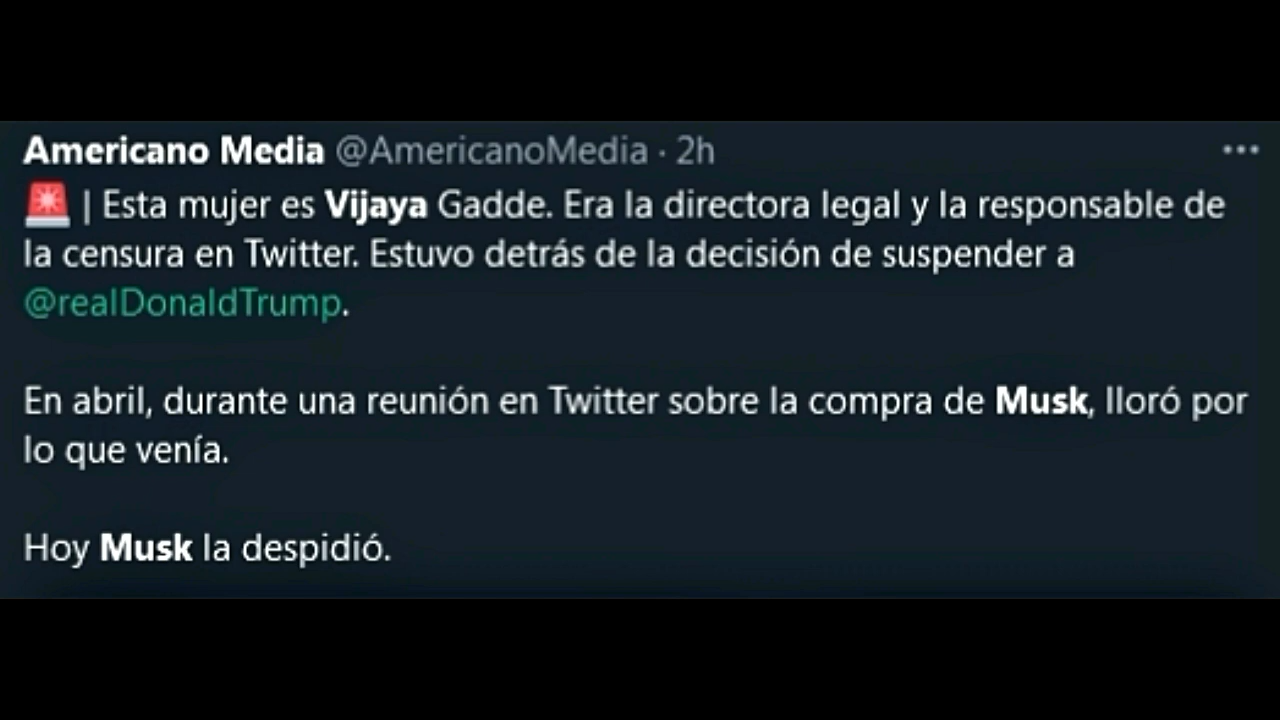 Americano Media @AmericanoMedia · 2h
🚨 | Esta mujer es Vijaya Gadde. Era la directora legal y la responsable de
la censura en Twitter. Estuvo detrás de la decisión de suspender a
@realDonaldTrump.
En abril, durante una reunión en Twitter sobre la compra de Musk, lloró por
lo que venía.
Hoy Musk la despidió.